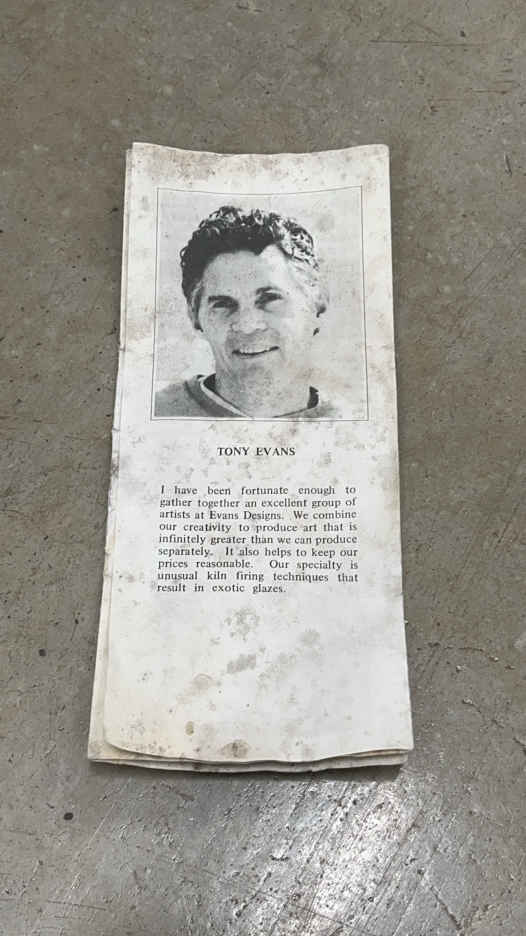 TONY EVANS
I have been fortunate enough to
gather together an excellent group of
artists at Evans Designs. We combine
our creativity to produce art that is
infinitely greater than we can produce
separately. It also helps to keep our
prices reasonable. Our specialty is
unusual kiln firing techniques that
result in exotic glazes.